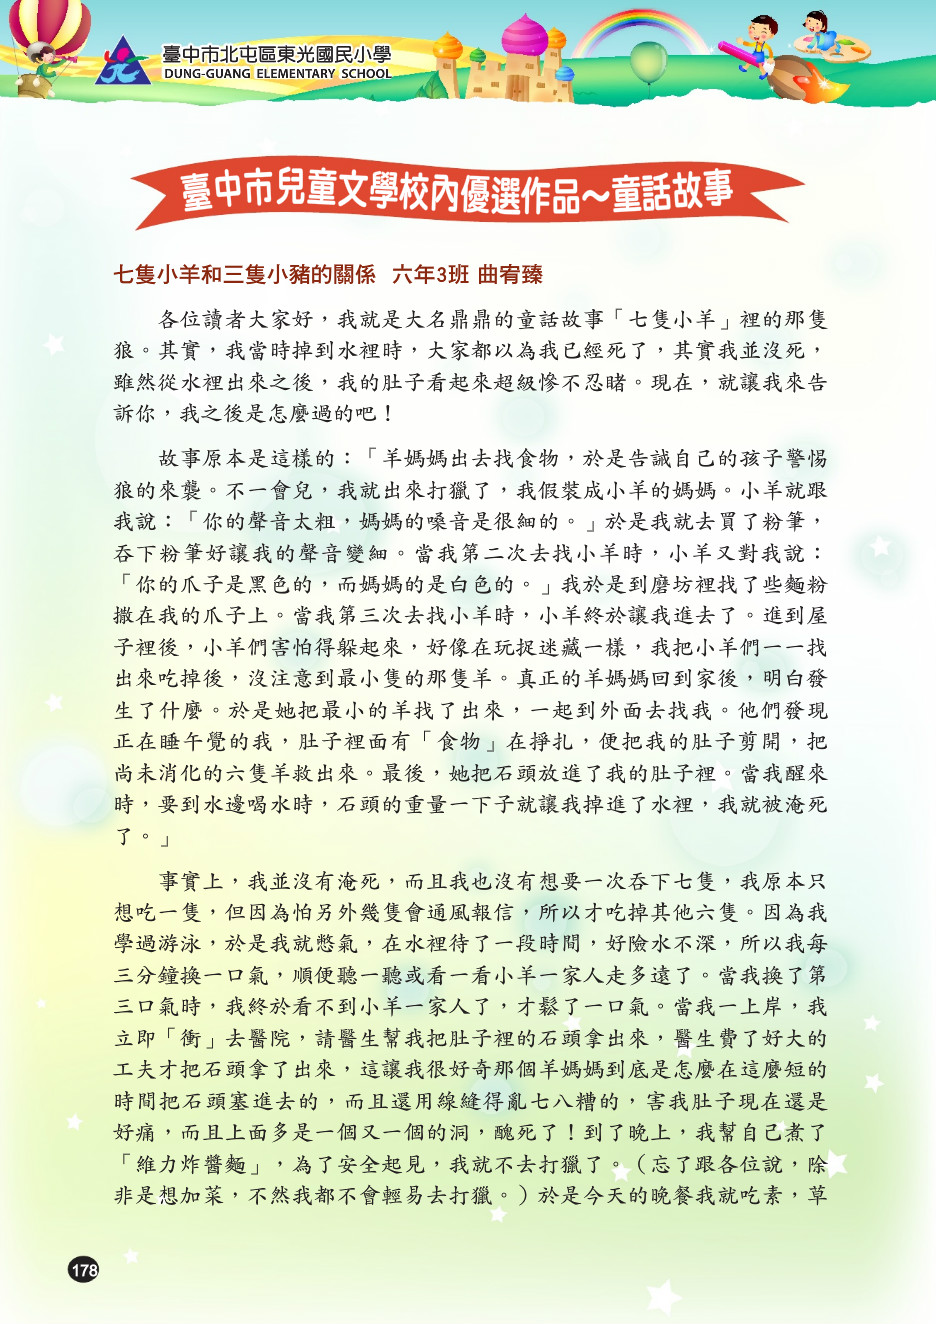 臺中市北屯區東光國民小學
DUNG-GUANG ELEMENTARY SCHOOL
臺中市兒童文學校內優選作品～童話故事
七隻小羊和三隻小豬的關係 六年3班 曲宥臻
各位讀者大家好，我就是大名鼎鼎的童話故事「七隻小羊」裡的那隻
狼。其實，我當時掉到水裡時，大家都以為我已經死了，其實我並沒死，
雖然從水裡出來之後，我的肚子看起來超級慘不忍睹。現在，就讓我來告
訴你，我之後是怎麼過的吧！
故事原本是這樣的：「羊媽媽出去找食物，於是告誡自己的孩子警惕
狼的來襲。不一會兒，我就出來打獵了，我假裝成小羊的媽媽。小羊就跟
我說：「你的聲音太粗，媽媽的嗓音是很細的。」於是我就去買了粉筆，
吞下粉筆好讓我的聲音變細。當我第二次去找小羊時，小羊又對我說：
「你的爪子是黑色的，而媽媽的是白色的。」我於是到磨坊裡找了些麵粉
撒在我的爪子上。當我第三次去找小羊時，小羊終於讓我進去了。進到屋
子裡後，小羊們害怕得躲起來，好像在玩捉迷藏一樣，我把小羊們一一找
出來吃掉後，沒注意到最小隻的那隻羊。真正的羊媽媽回到家後，明白發
生了什麼。於是她把最小的羊找了出來，一起到外面去找我。他們發現
正在睡午覺的我，肚子裡面有「食物」在掙扎，便把我的肚子剪開，把
尚未消化的六隻羊救出來。最後，她把石頭放進了我的肚子裡。當我醒來
時，要到水邊喝水時，石頭的重量一下子就讓我掉進了水裡，我就被淹死
了。」
事實上，我並沒有淹死，而且我也沒有想要一次吞下七隻，我原本只
想吃一隻，但因為怕另外幾隻會通風報信，所以才吃掉其他六隻。因為我
學過游泳，於是我就憋氣，在水裡待了一段時間，好險水不深，所以我每
三分鐘換一口氣，順便聽一聽或看一看小羊一家人走多遠了。當我換了第
三口氣時，我終於看不到小羊一家人了，才鬆了一口氣。當我一上岸，我
立即「衝」去醫院，請醫生幫我把肚子裡的石頭拿出來，醫生費了好大的
工夫才把石頭拿了出來，這讓我很好奇那個羊媽媽到底是怎麼在這麼短的
時間把石頭塞進去的，而且還用線縫得亂七八糟的，害我肚子現在還是
好痛，而且上面多是一個又一個的洞，醜死了！到了晚上，我幫自己煮了
「維力炸醬麵」，為了安全起見，我就不去打獵了。（忘了跟各位說，除
非是想加菜，不然我都不會輕易去打獵。）於是今天的晚餐我就吃素，草
178